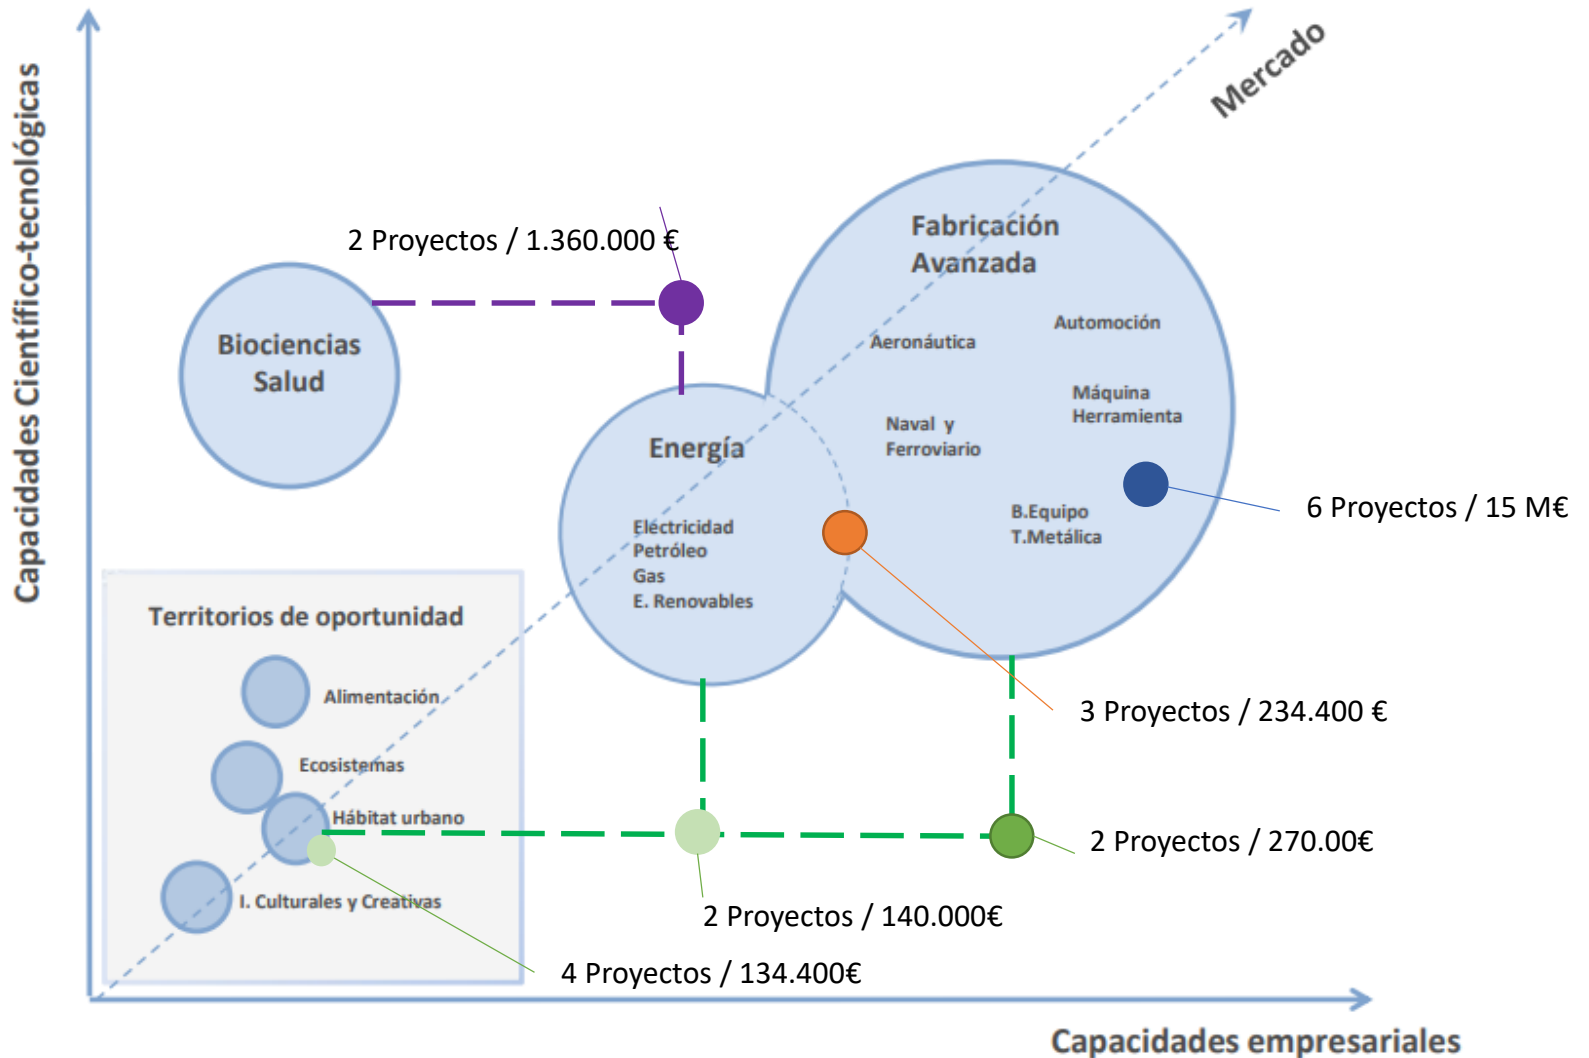 Capacidades Científico-tecnológicas
Mercado
Fabricación
Avanzada
2 Proyectos / 1.360.000 €
Biociencias
Salud
Automoción
Aeronáutica
Máquina
Herramienta
Naval y
Ferroviario
Energía
6 Proyectos / 15 M€
B.Equipo
T.Metálica
Eléctricidad
Petróleo
Gas
E. Renovables
Territorios de oportunidad
Alimentación
3 Proyectos / 234.400 €
Ecosistemas
Hábitat urbano
2 Proyectos / 270.00€
I. Culturales y Creativas
2 Proyectos / 140.000€
4 Proyectos / 134.400€
Capacidades empresariales